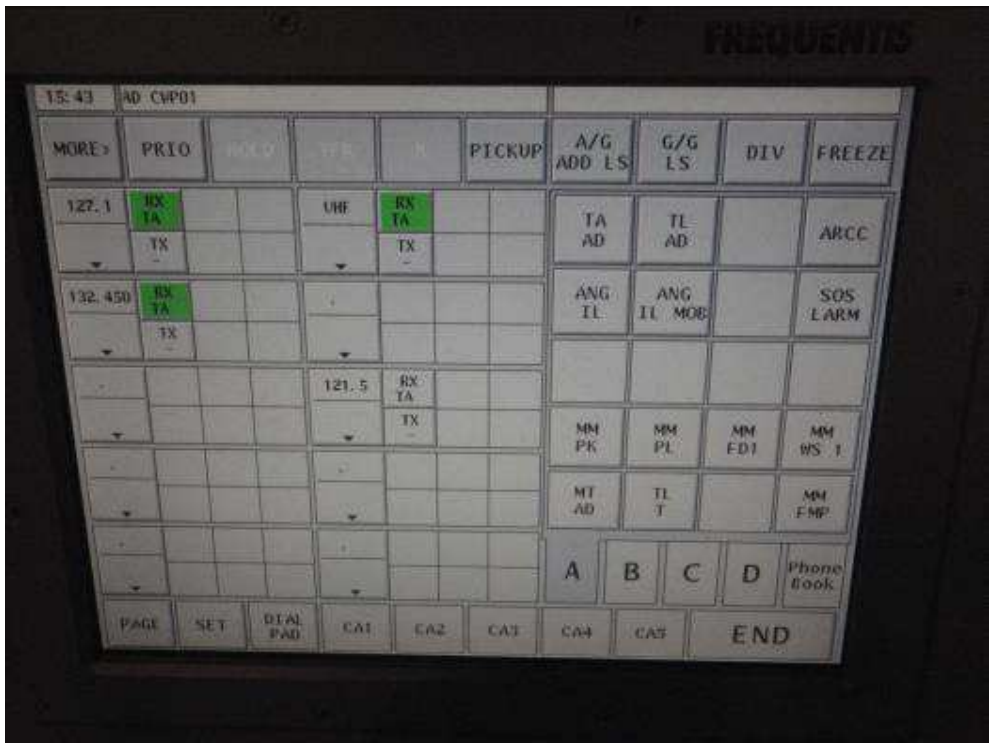 FREQUENTIS
15:43 AD CWP01
MORE> PRIO HOLD PICKUP A/G ADD LS G/G LS DIV FREEZE
127.1 RX TA UHF RX TA
TX - TX -
TA AD TL AD ARCC
132.450 RX TA
TX -
ANG IL ANG IL MOB SOS LARM
121.5 RX TA
TX -
MM PK MM PL MM ED1 MM WS 1
MT AD TL T MM FMP
A B C D Phone Book
PAGE SET DIAL PAD CA1 CA2 CA3 CA4 CA5 END